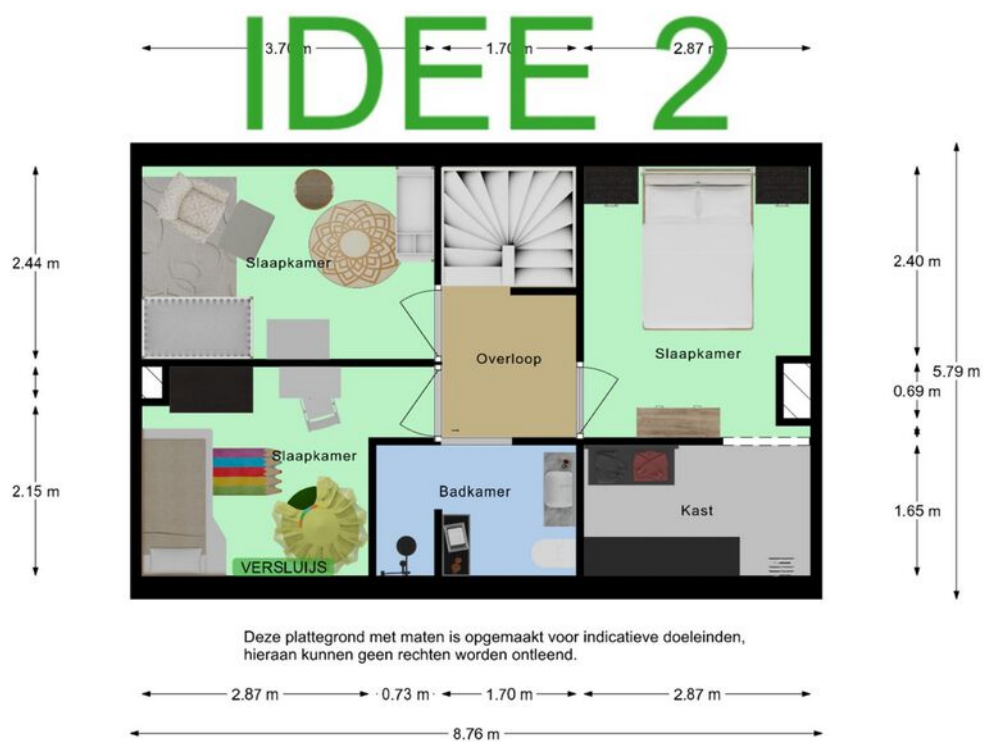 IDEE 2
3.70 m
1.70 m
2.87 m
2.44 m
2.40 m
Slaapkamer
Overloop
Slaapkamer
5.79 m
0.69 m
Slaapkamer
2.15 m
Badkamer
Kast
1.65 m
VERSLUIJS
Deze plattegrond met maten is opgemaakt voor indicatieve doeleinden,
hieraan kunnen geen rechten worden ontleend.
2.87 m
0.73 m
1.70 m
2.87 m
8.76 m